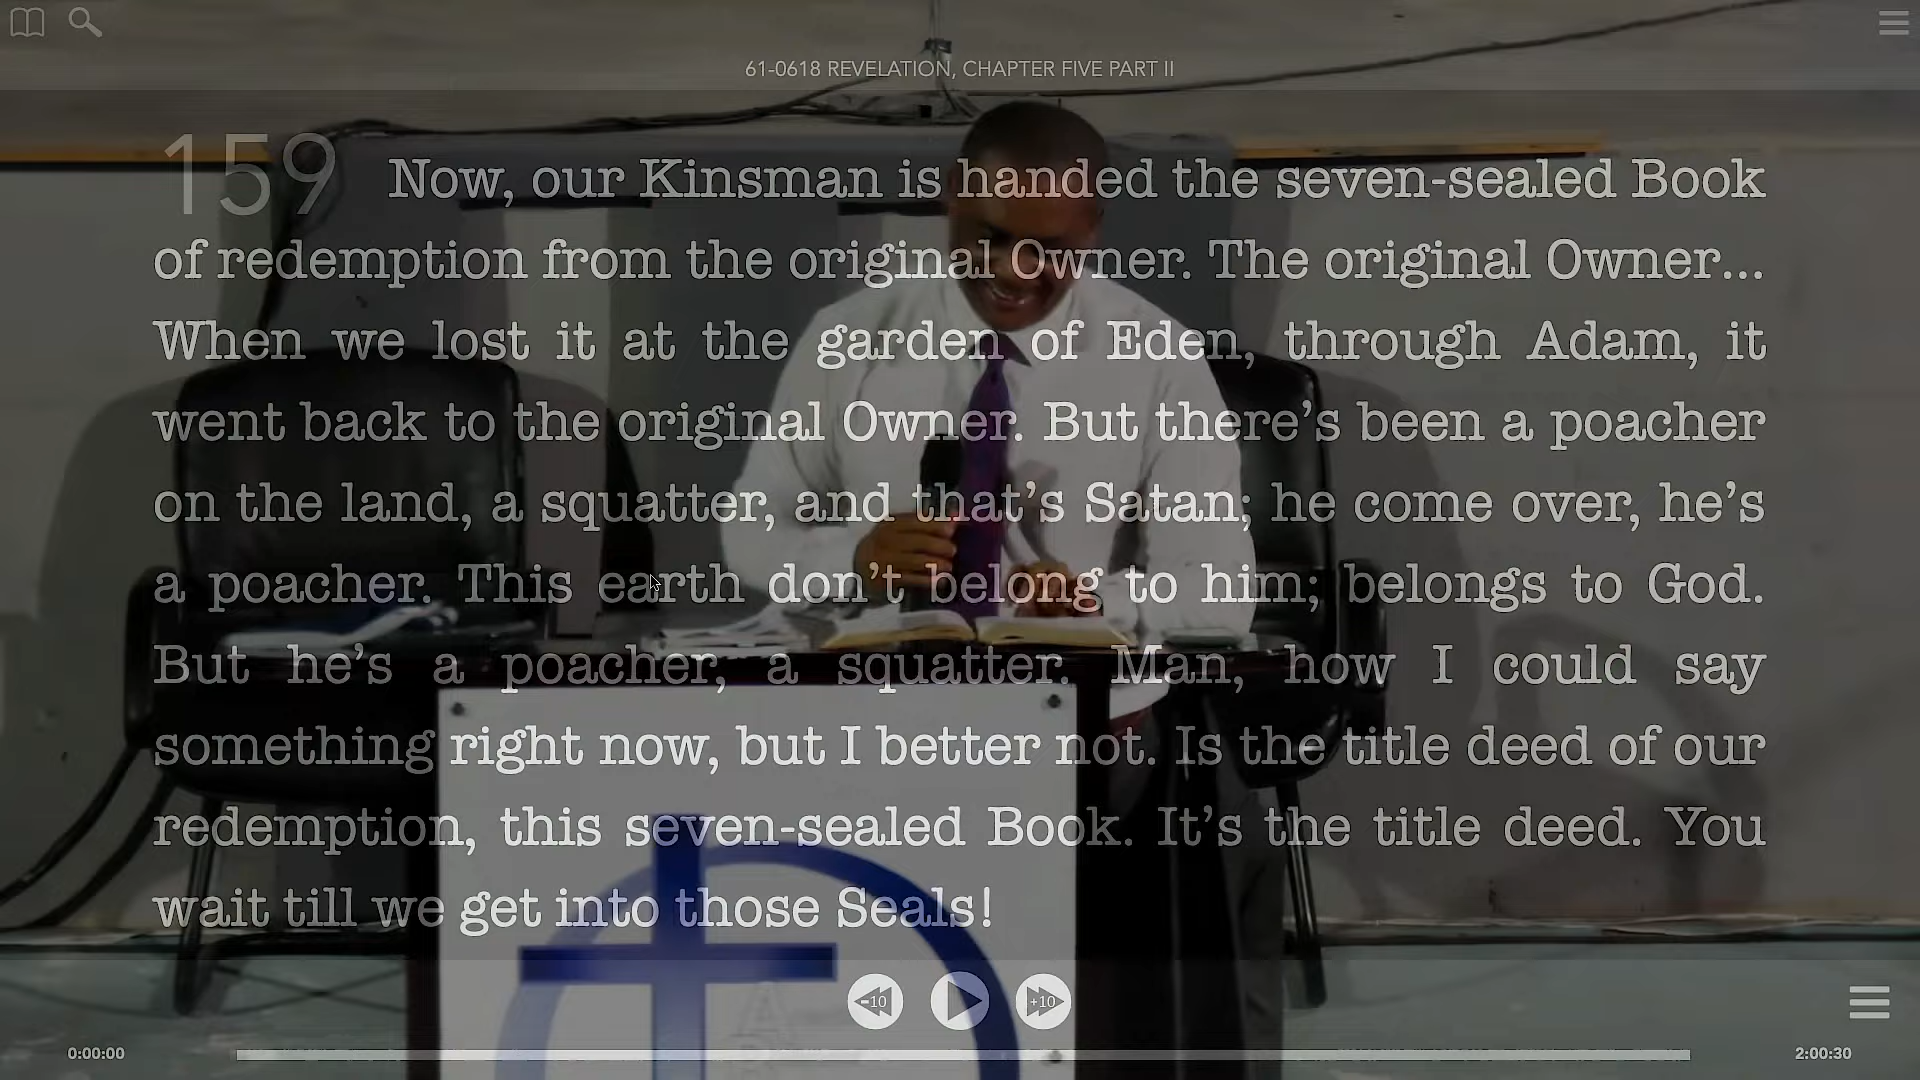 61-0618 REVELATION, CHAPTER FIVE PART II
159 Now, our Kinsman is handed the seven-sealed Book
of redemption from the original Owner. The original Owner...
When we lost it at the garden of Eden, through Adam, it
went back to the original Owner. But there’s been a poacher
on the land, a squatter, and that’s Satan; he come over, he’s
a poacher. This earth don’t belong to him; belongs to God.
But he’s a poacher, a squatter. Man, how I could say
something right now, but I better not. Is the title deed of our
redemption, this seven-sealed Book. It’s the title deed. You
wait till we get into those Seals!
-10 +10
0:00:00 2:00:30